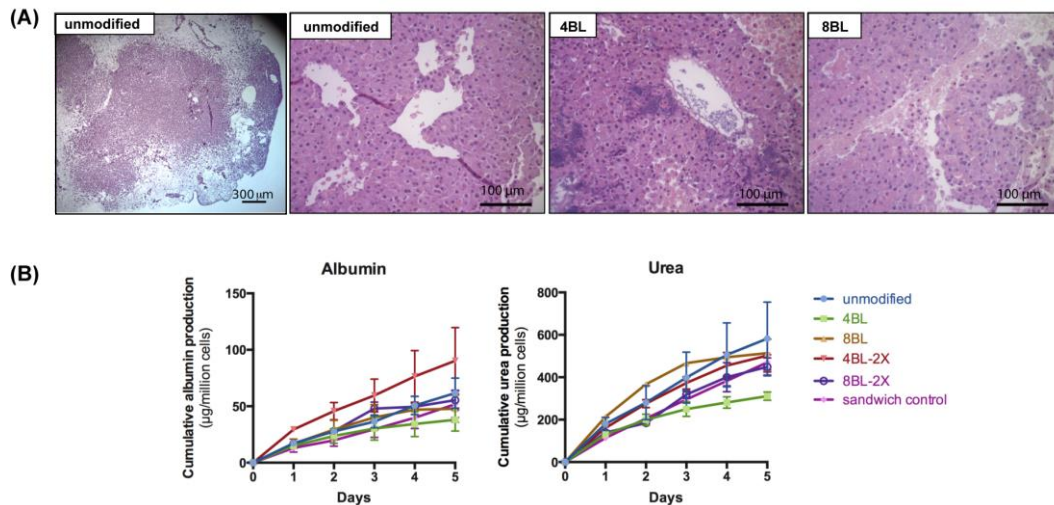 (A)
unmodified
unmodified
4BL
8BL
300 µm
100 µm
100 µm
100 µm
(B)
Albumin
Cumulative albumin production
(µg/million cells)
150
100
50
0
0 1 2 3 4 5
Days
Urea
Cumulative urea production
(µg/million cells)
800
600
400
200
0
0 1 2 3 4 5
Days
unmodified
4BL
8BL
4BL-2X
8BL-2X
sandwich control